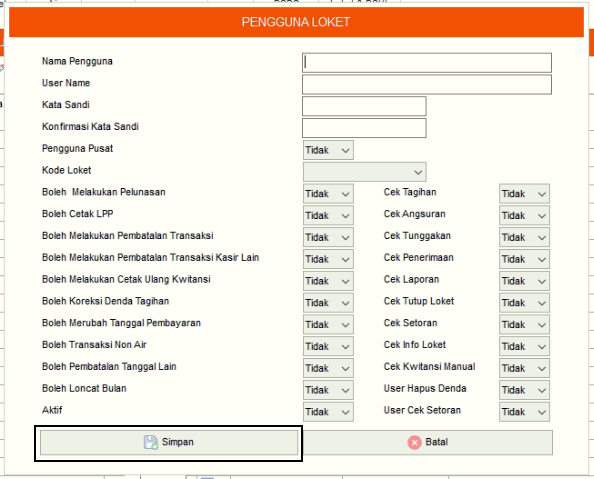 PENGGUNA LOKET
Nama Pengguna
User Name
Kata Sandi
Konfirmasi Kata Sandi
Pengguna Pusat Tidak
Kode Loket
Boleh Melakukan Pelunasan Tidak Cek Tagihan Tidak
Boleh Cetak LPP Tidak Cek Angsuran Tidak
Boleh Melakukan Pembatalan Transaksi Tidak Cek Tunggakan Tidak
Boleh Melakukan Pembatalan Transaksi Kasir Lain Tidak Cek Penerimaan Tidak
Boleh Melakukan Cetak Ulang Kwitansi Tidak Cek Laporan Tidak
Boleh Koreksi Denda Tagihan Tidak Cek Tutup Loket Tidak
Boleh Merubah Tanggal Pembayaran Tidak Cek Setoran Tidak
Boleh Transaksi Non Air Tidak Cek Info Loket Tidak
Boleh Pembatalan Tanggal Lain Tidak Cek Kwitansi Manual Tidak
Boleh Loncat Bulan Tidak User Hapus Denda Tidak
Aktif Tidak User Cek Setoran Tidak
Simpan Batal